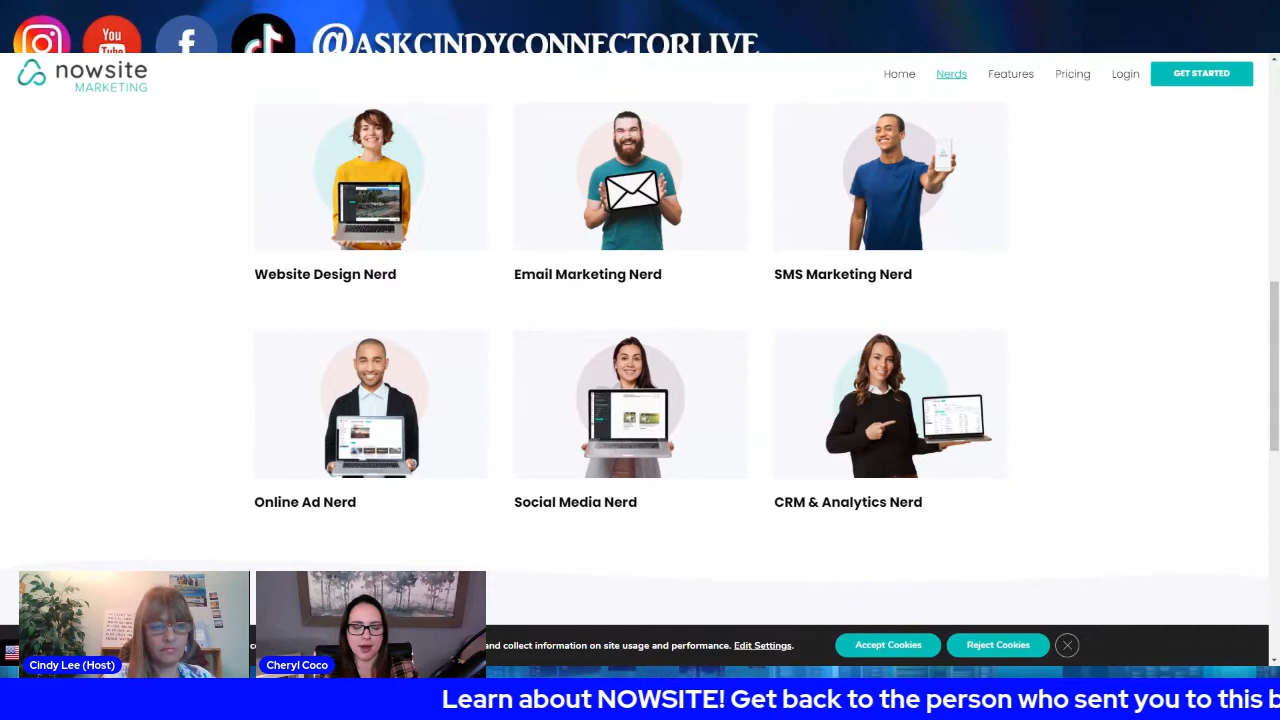 You
@ASKCINDYCONNECTORLIVE
nowsite
MARKETING
Home Nerds Features Pricing Login GET STARTED
Website Design Nerd Email Marketing Nerd SMS Marketing Nerd
Online Ad Nerd Social Media Nerd CRM & Analytics Nerd
and collect information on site usage and performance. Edit Settings. Accept Cookies Reject Cookies
Cindy Lee (Host) Cheryl Coco
Learn about NOWSITE! Get back to the person who sent you to this b